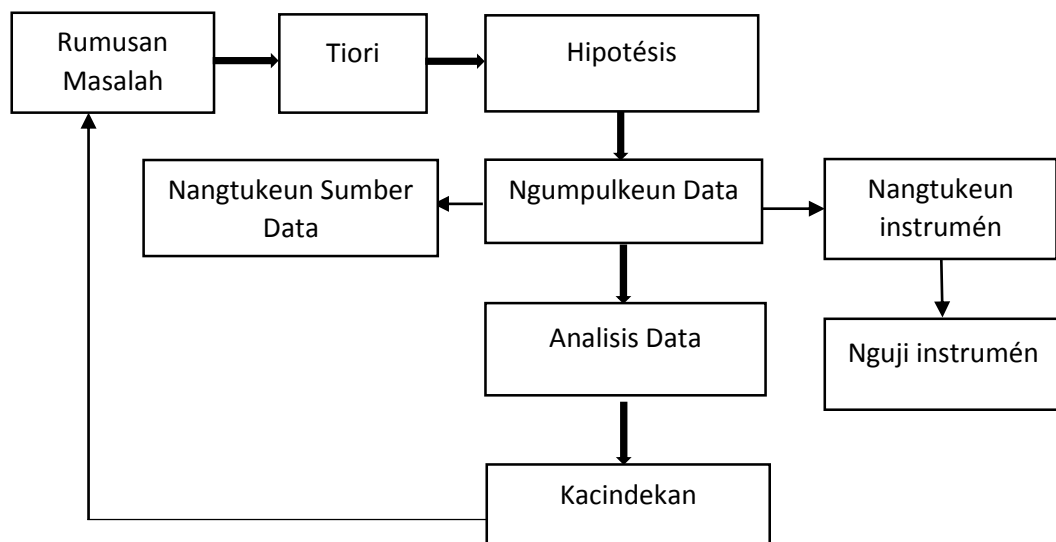 Rumusan
Masalah
Tiori
Hipotésis
Nangtukeun Sumber
Data
Ngumpulkeun Data
Nangtukeun
instrumén
Analisis Data
Nguji instrumén
Kacindekan